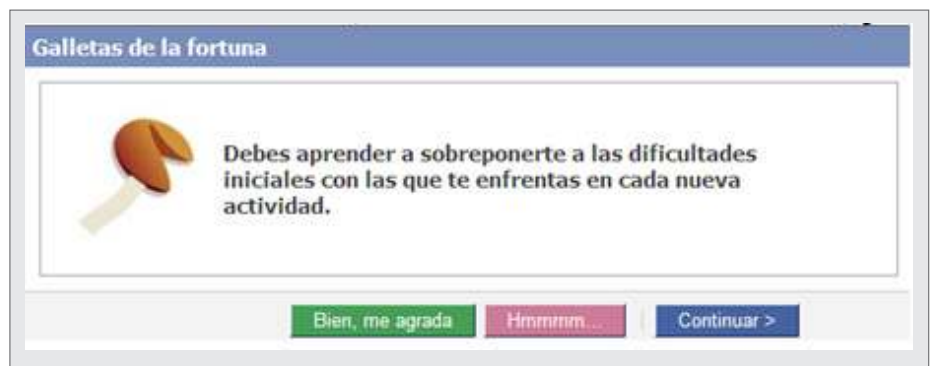 Galletas de la fortuna
Debes aprender a sobreponerte a las dificultades
iniciales con las que te enfrentas en cada nueva
actividad.
Bien, me agrada
Hmmmm...
Continuar >